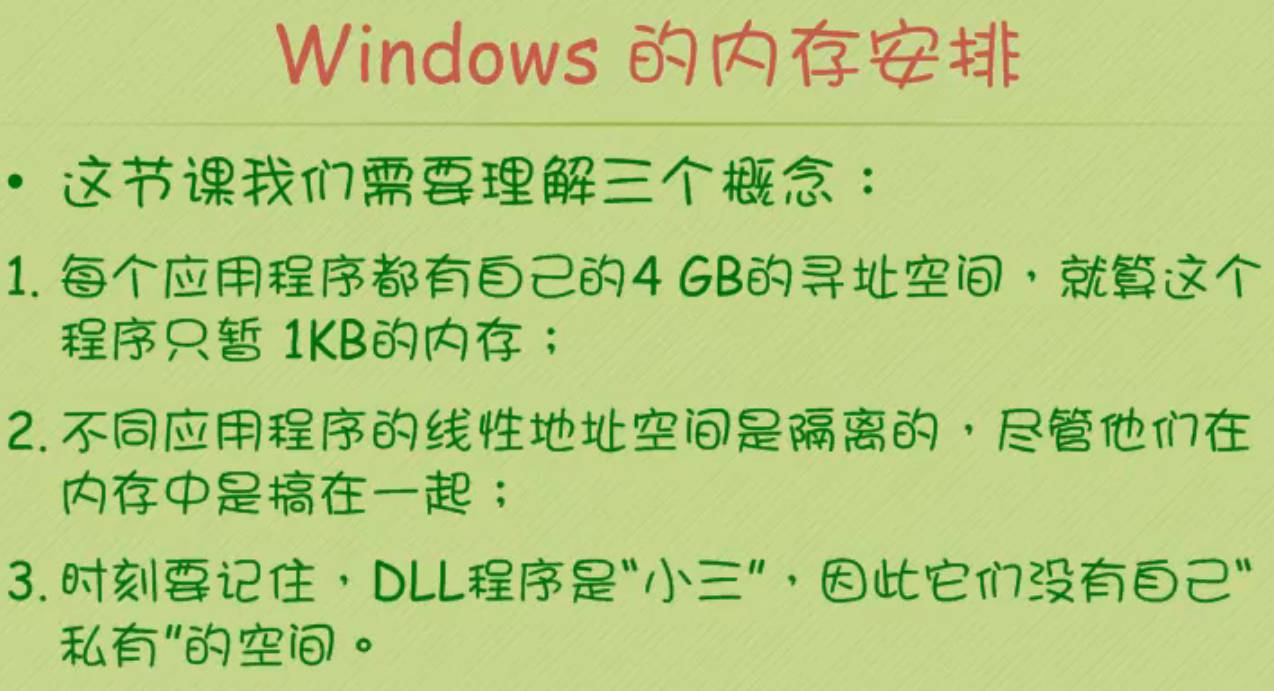 Windows 的内存安排
• 这节课我们需要理解三个概念：
1. 每个应用程序都有自己的4 GB的寻址空间，就算这个
程序只暂 1KB的内存；
2. 不同应用程序的线性地址空间是隔离的，尽管他们在
内存中是搞在一起；
3. 时刻要记住，DLL程序是“小三”，因此它们没有自己“
私有”的空间。